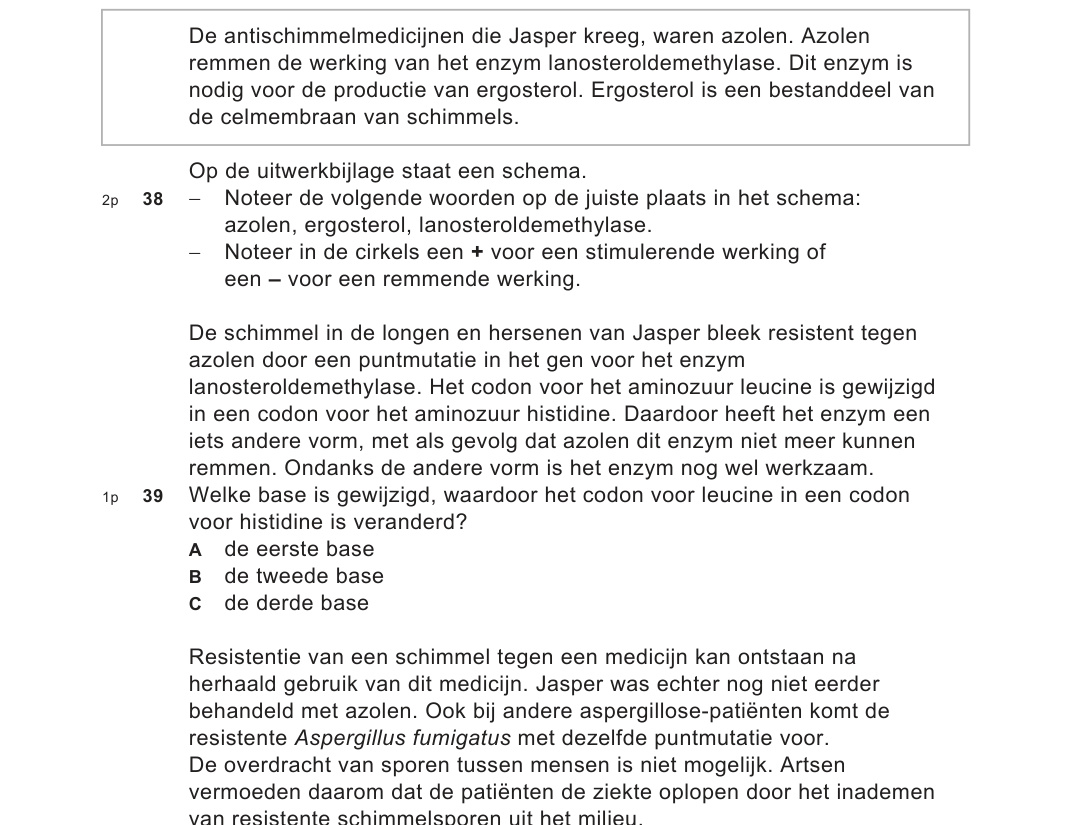 De antischimmelmedicijnen die Jasper kreeg, waren azolen. Azolen
remmen de werking van het enzym lanosteroldemethylase. Dit enzym is
nodig voor de productie van ergosterol. Ergosterol is een bestanddeel van
de celmembraan van schimmels.
Op de uitwerkbijlage staat een schema.
2p 38 – Noteer de volgende woorden op de juiste plaats in het schema:
azolen, ergosterol, lanosteroldemethylase.
– Noteer in de cirkels een + voor een stimulerende werking of
een – voor een remmende werking.
De schimmel in de longen en hersenen van Jasper bleek resistent tegen
azolen door een puntmutatie in het gen voor het enzym
lanosteroldemethylase. Het codon voor het aminozuur leucine is gewijzigd
in een codon voor het aminozuur histidine. Daardoor heeft het enzym een
iets andere vorm, met als gevolg dat azolen dit enzym niet meer kunnen
remmen. Ondanks de andere vorm is het enzym nog wel werkzaam.
1p 39 Welke base is gewijzigd, waardoor het codon voor leucine in een codon
voor histidine is veranderd?
A de eerste base
B de tweede base
C de derde base
Resistentie van een schimmel tegen een medicijn kan ontstaan na
herhaald gebruik van dit medicijn. Jasper was echter nog niet eerder
behandeld met azolen. Ook bij andere aspergillose-patiënten komt de
resistente Aspergillus fumigatus met dezelfde puntmutatie voor.
De overdracht van sporen tussen mensen is niet mogelijk. Artsen
vermoeden daarom dat de patiënten de ziekte oplopen door het inademen
van resistente schimmelsporen uit het milieu.